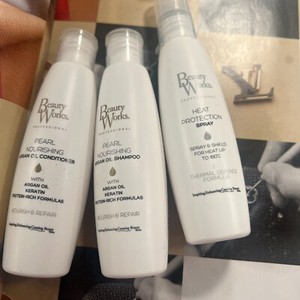 Beauty
Works.
PROFESSIONAL
PEARL
NOURISHING
ARGAN OIL CONDITIONER
WITH
ARGAN OIL
KERATIN
PROTEIN-RICH FORMULAS
NOURISH & REPAIR
Beauty
Works.
PROFESSIONAL
PEARL
NOURISHING
ARGAN OIL SHAMPOO
WITH
ARGAN OIL
KERATIN
PROTEIN-RICH FORMULAS
NOURISH & REPAIR
Beauty
Works.
PROFESSIONAL
HEAT
PROTECTION
SPRAY
SPRAY & SHIELD
FOR HEAT UP
THERMAL DEFENCE
FORMULA